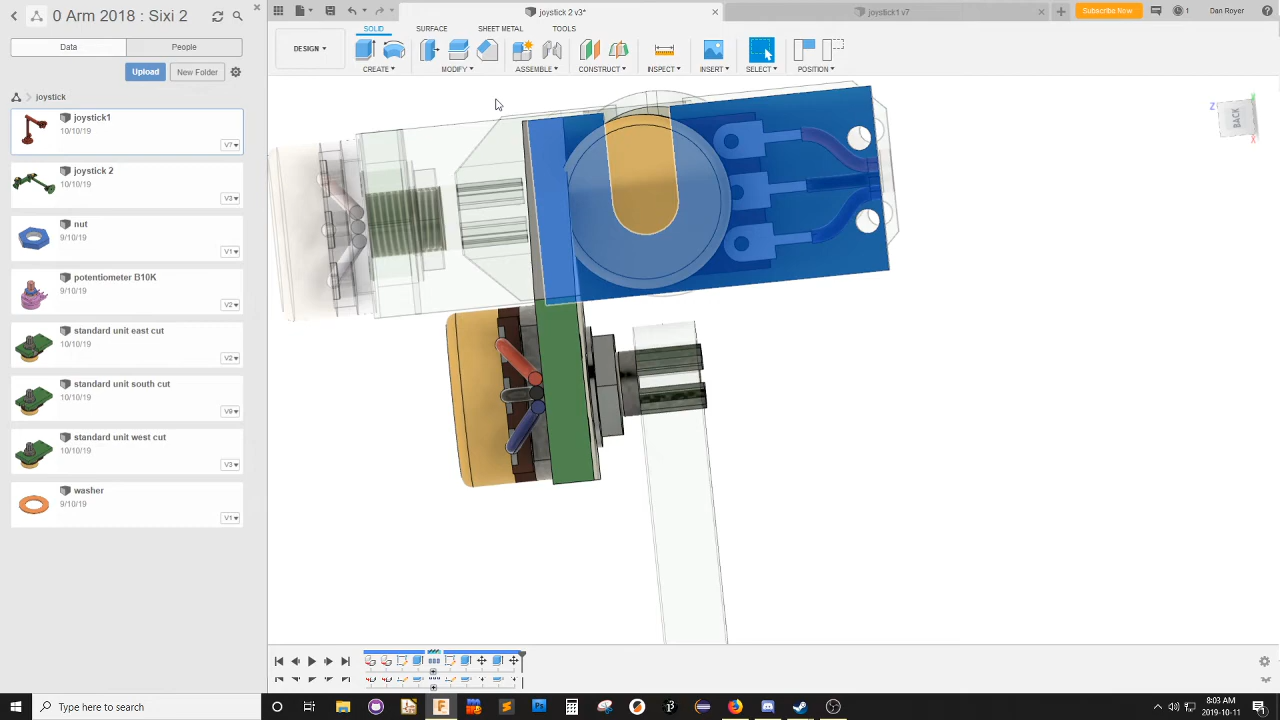 0 Arm 2018: Sixi 2
joystick 2 v3*
joystick1 v7
Subscribe Now
1
Dan Royer
Data
People
DESIGN
SOLID
SURFACE
SHEET METAL
TOOLS
Upload
New Folder
CREATE
MODIFY
ASSEMBLE
CONSTRUCT
INSPECT
INSERT
SELECT
POSITION
joystick
Z
BACK
X
joystick1
10/10/19
V7
joystick 2
10/10/19
V3
nut
9/10/19
V1
potentiometer B10K
9/10/19
V2
standard unit east cut
10/10/19
V2
standard unit south cut
10/10/19
V9
standard unit west cut
10/10/19
V3
washer
9/10/19
V1
Type here to search
8:03 AM
2019-10-11